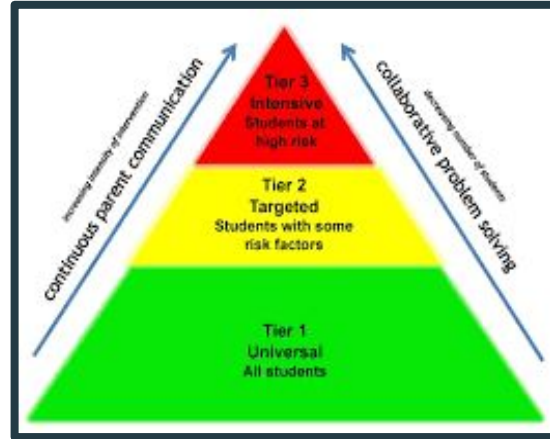 Tier 3
Intensive
Students at
high risk
Tier 2
Targeted
Students with some
risk factors
Tier 1
Universal
All students
increasing intensity of intervention
continuous parent communication
decreasing number of students
collaborative problem solving